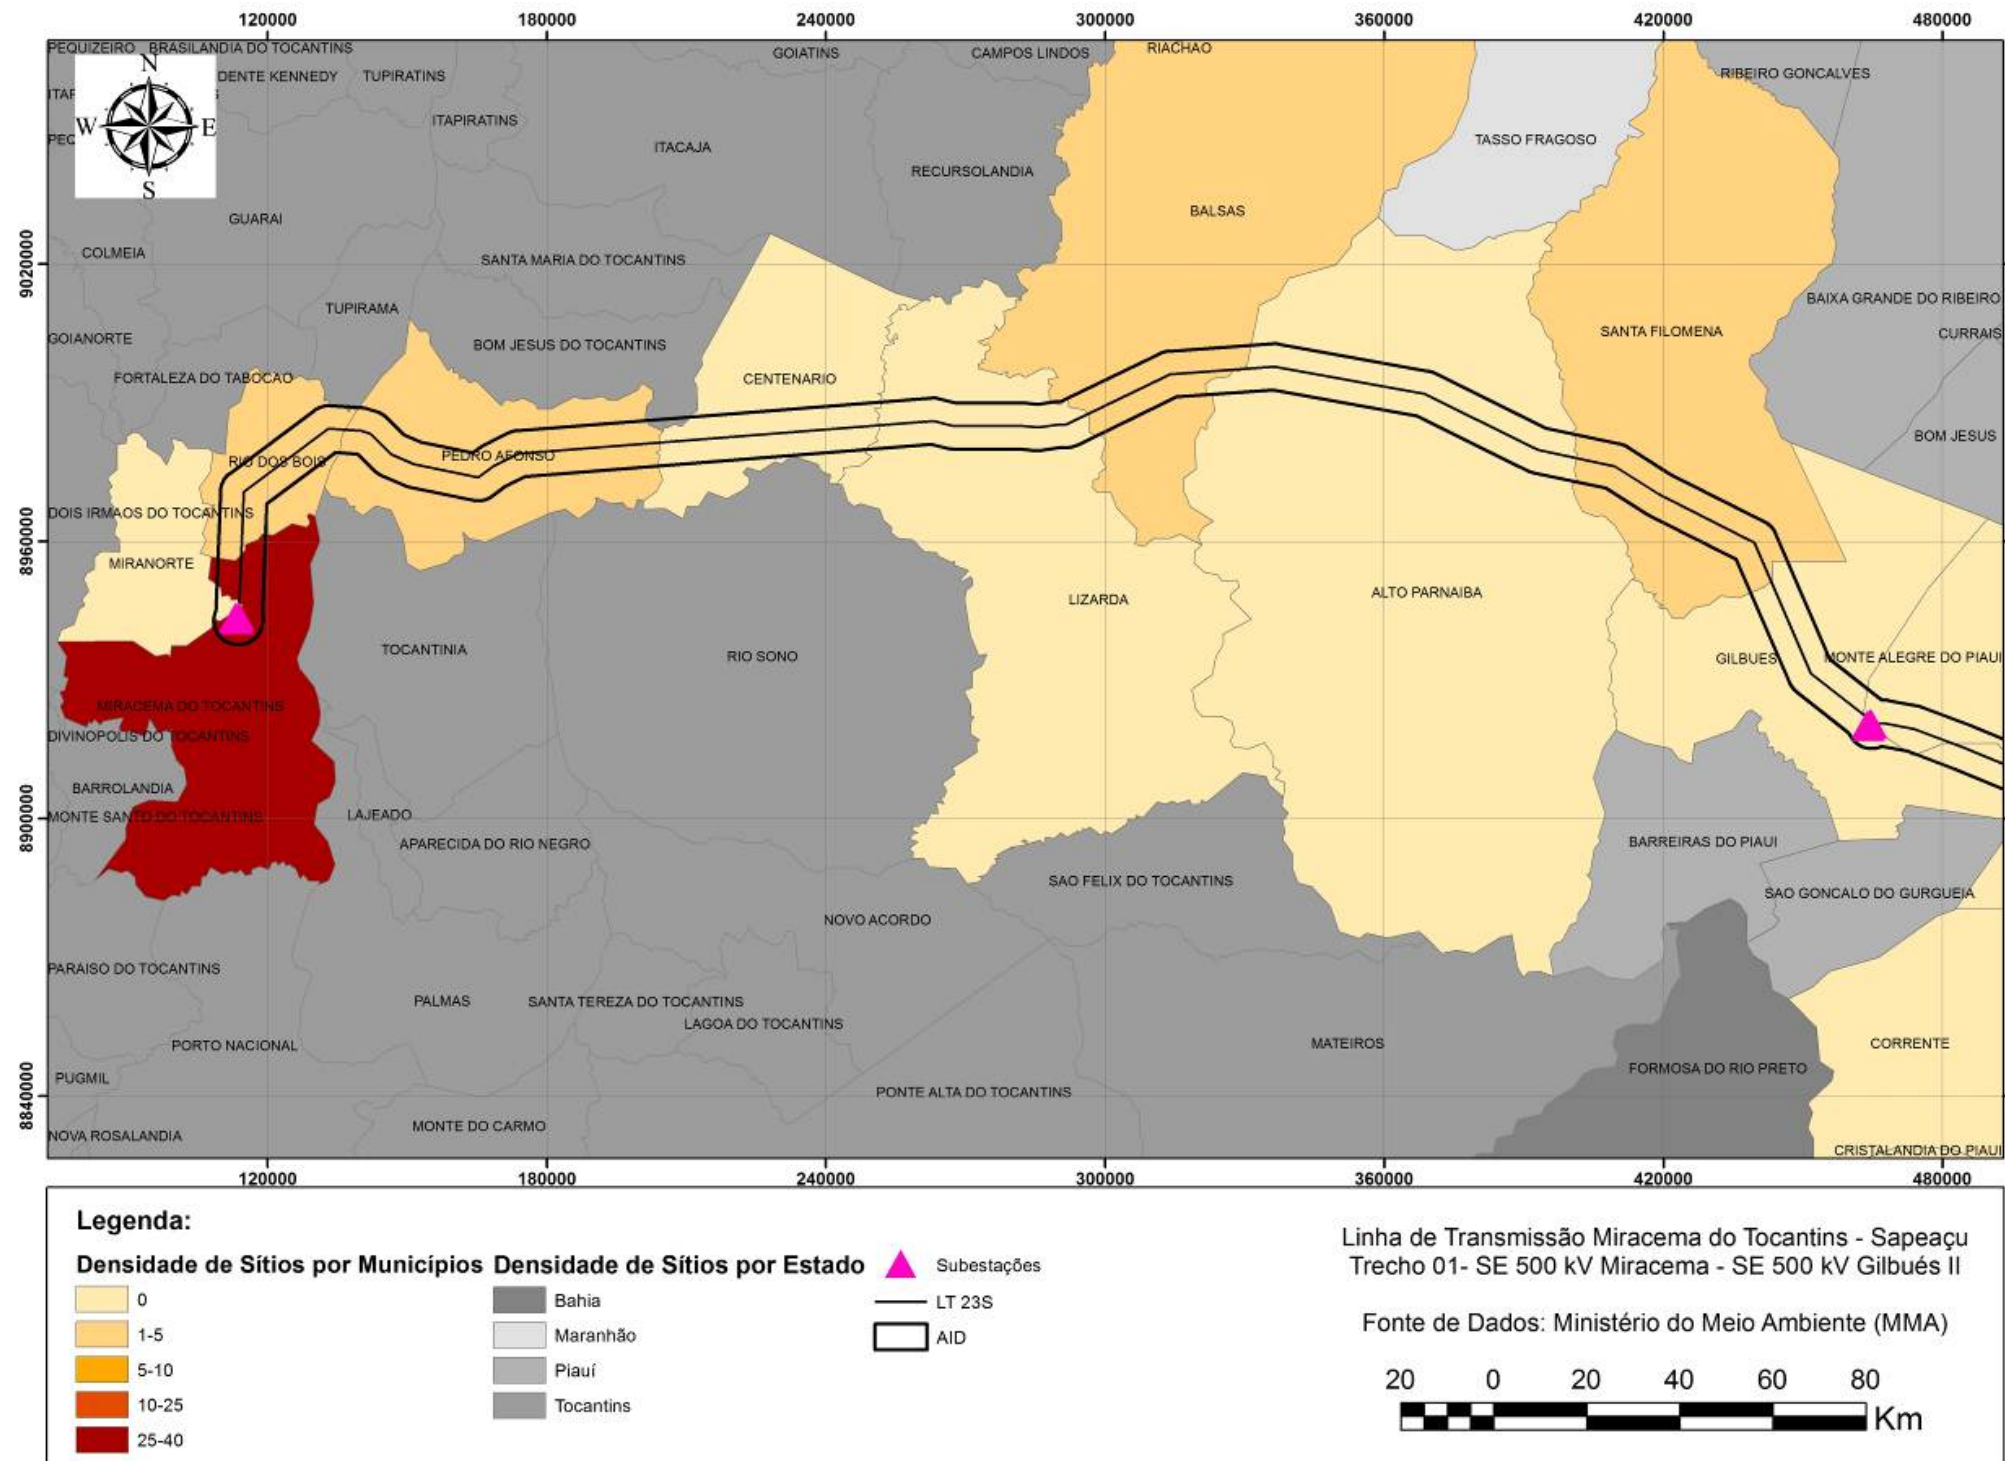 120000 180000 240000 300000 360000 420000 480000
PEQUIZEIRO BRASILANDIA DO TOCANTINS GOIATINS CAMPOS LINDOS RIACHAO
N
DENTE KENNEDY TUPIRATINS RIBEIRO GONCALVES
W E
S
ITAPIRATINS
TASSO FRAGOSO
ITACAJA
RECURSOLANDIA
GUARAI
BALSAS
COLMEIA
SANTA MARIA DO TOCANTINS
9020000
TUPIRAMA
BAIXA GRANDE DO RIBEIRO
GOIANORTE
BOM JESUS DO TOCANTINS
SANTA FILOMENA
CURRAIS
FORTALEZA DO TABOCAO
CENTENARIO
BOM JESUS
RIO DOS BOIS
PEDRO AFONSO
DOIS IRMAOS DO TOCANTINS
8960000
MIRANORTE
LIZARDA
ALTO PARNAIBA
TOCANTINIA
RIO SONO
GILBUES
MONTE ALEGRE DO PIAUI
MIRACEMA DO TOCANTINS
DIVINOPOLIS DO TOCANTINS
BARROLANDIA
MONTE SANTO DO TOCANTINS
LAJEADO
8900000
APARECIDA DO RIO NEGRO
BARREIRAS DO PIAUI
SAO FELIX DO TOCANTINS
SAO GONCALO DO GURGUEIA
NOVO ACORDO
PARAISO DO TOCANTINS
PALMAS
SANTA TEREZA DO TOCANTINS
LAGOA DO TOCANTINS
PORTO NACIONAL
MATEIROS
CORRENTE
PUGMIL
FORMOSA DO RIO PRETO
8840000
PONTE ALTA DO TOCANTINS
NOVA ROSALANDIA
MONTE DO CARMO
CRISTALANDIA DO PIAUI
120000 180000 240000 300000 360000 420000 480000
Legenda:
Densidade de Sítios por Municípios
0
1-5
5-10
10-25
25-40
Densidade de Sítios por Estado
Bahia
Maranhão
Piauí
Tocantins
Subestações
LT 23S
AID
Linha de Transmissão Miracema do Tocantins - Sapeaçu
Trecho 01- SE 500 kV Miracema - SE 500 kV Gilbués II
Fonte de Dados: Ministério do Meio Ambiente (MMA)
20 0 20 40 60 80
Km